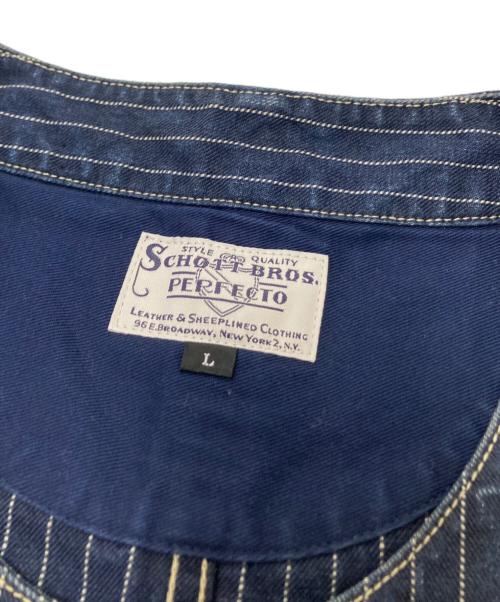 STYLE QUALITY
SCHOTT BROS.
PERFECTO
LEATHER & SHEEPLINED CLOTHING
96 E. BROADWAY, NEW YORK 2, N.Y.
L